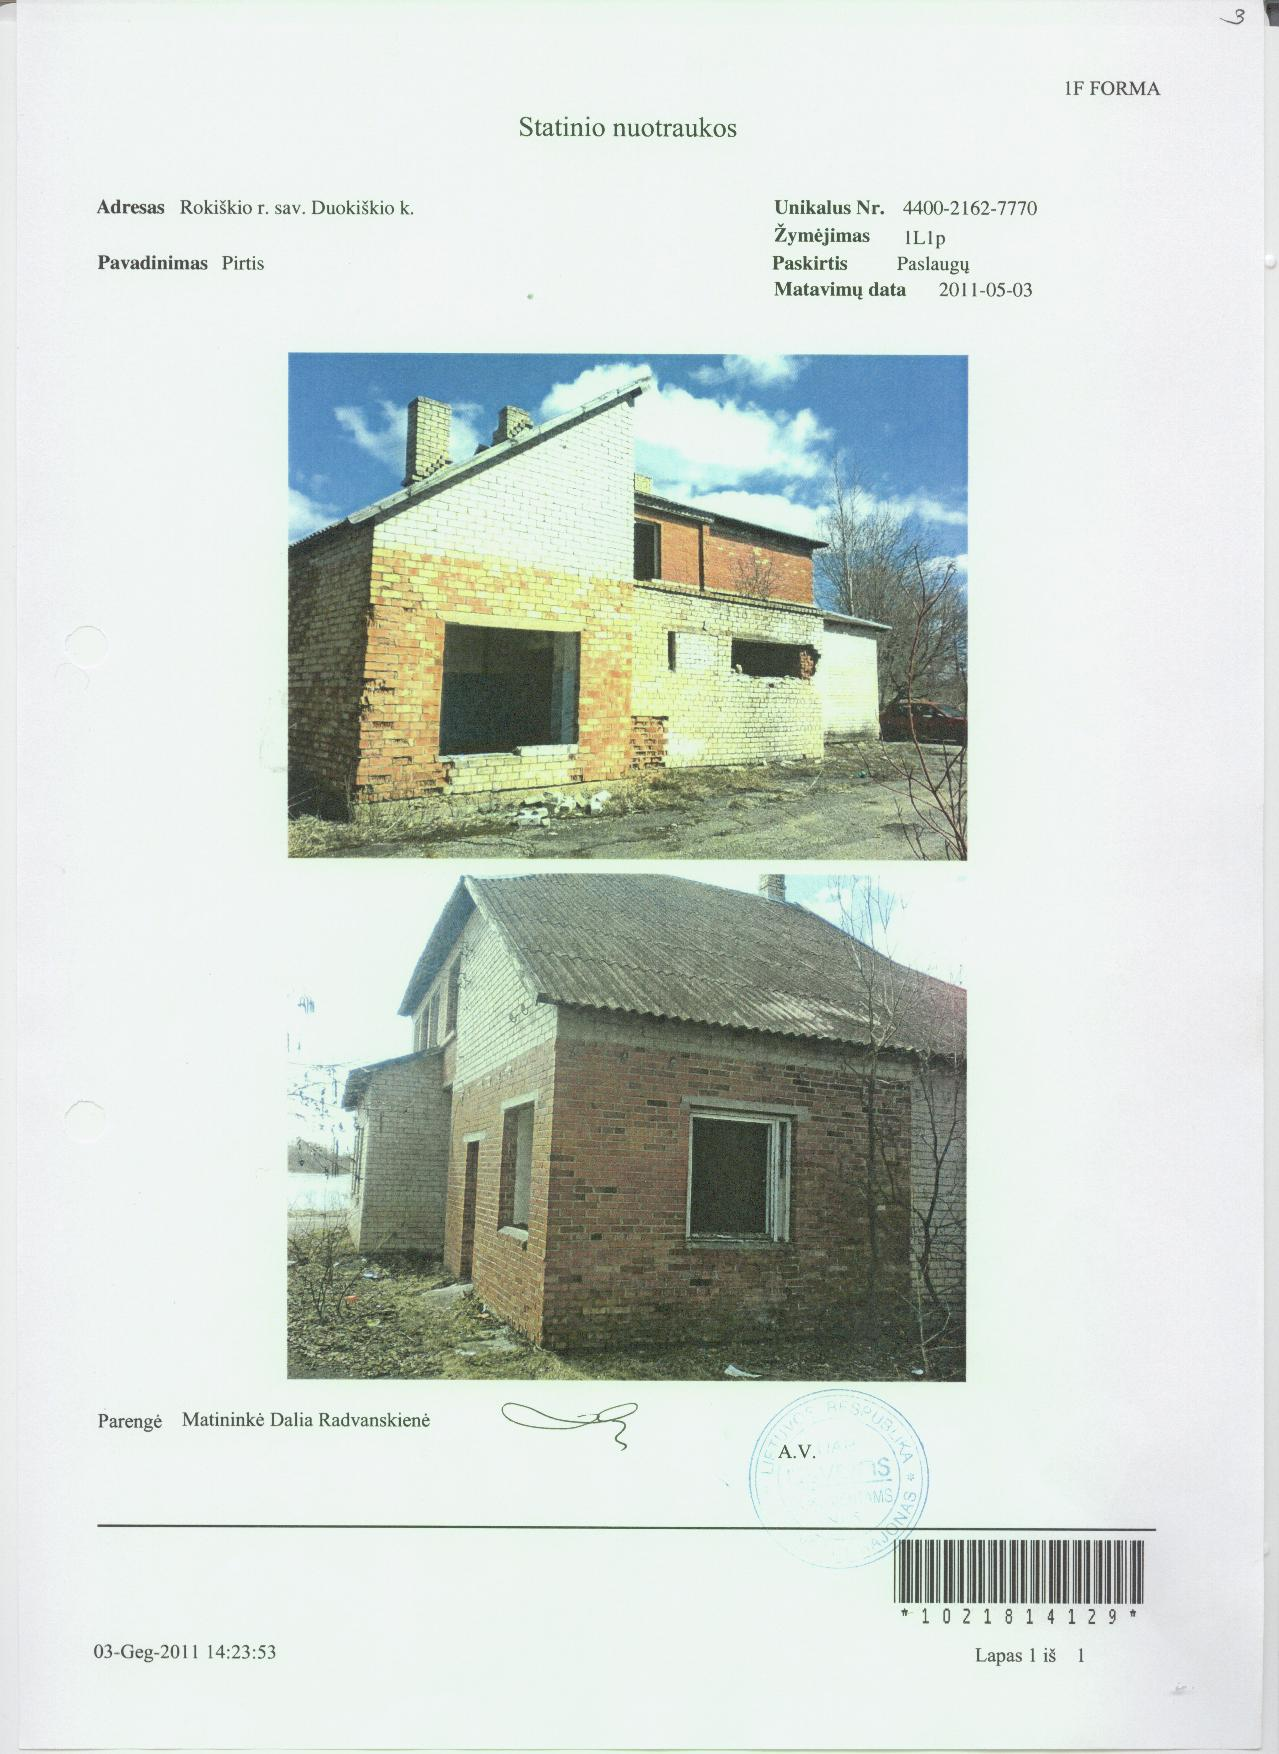 3
1F FORMA
Statinio nuotraukos
Adresas Rokiškio r. sav. Duokiškio k.
Unikalus Nr. 4400-2162-7770
Žymėjimas 1L1p
Pavadinimas Pirtis
Paskirtis Paslaugų
Matavimų data 2011-05-03
Parengė Matininkė Dalia Radvanskienė
A.V.
LIETUVOS RESPUBLIKA *
*1021814129*
03-Geg-2011 14:23:53
Lapas 1 iš 1